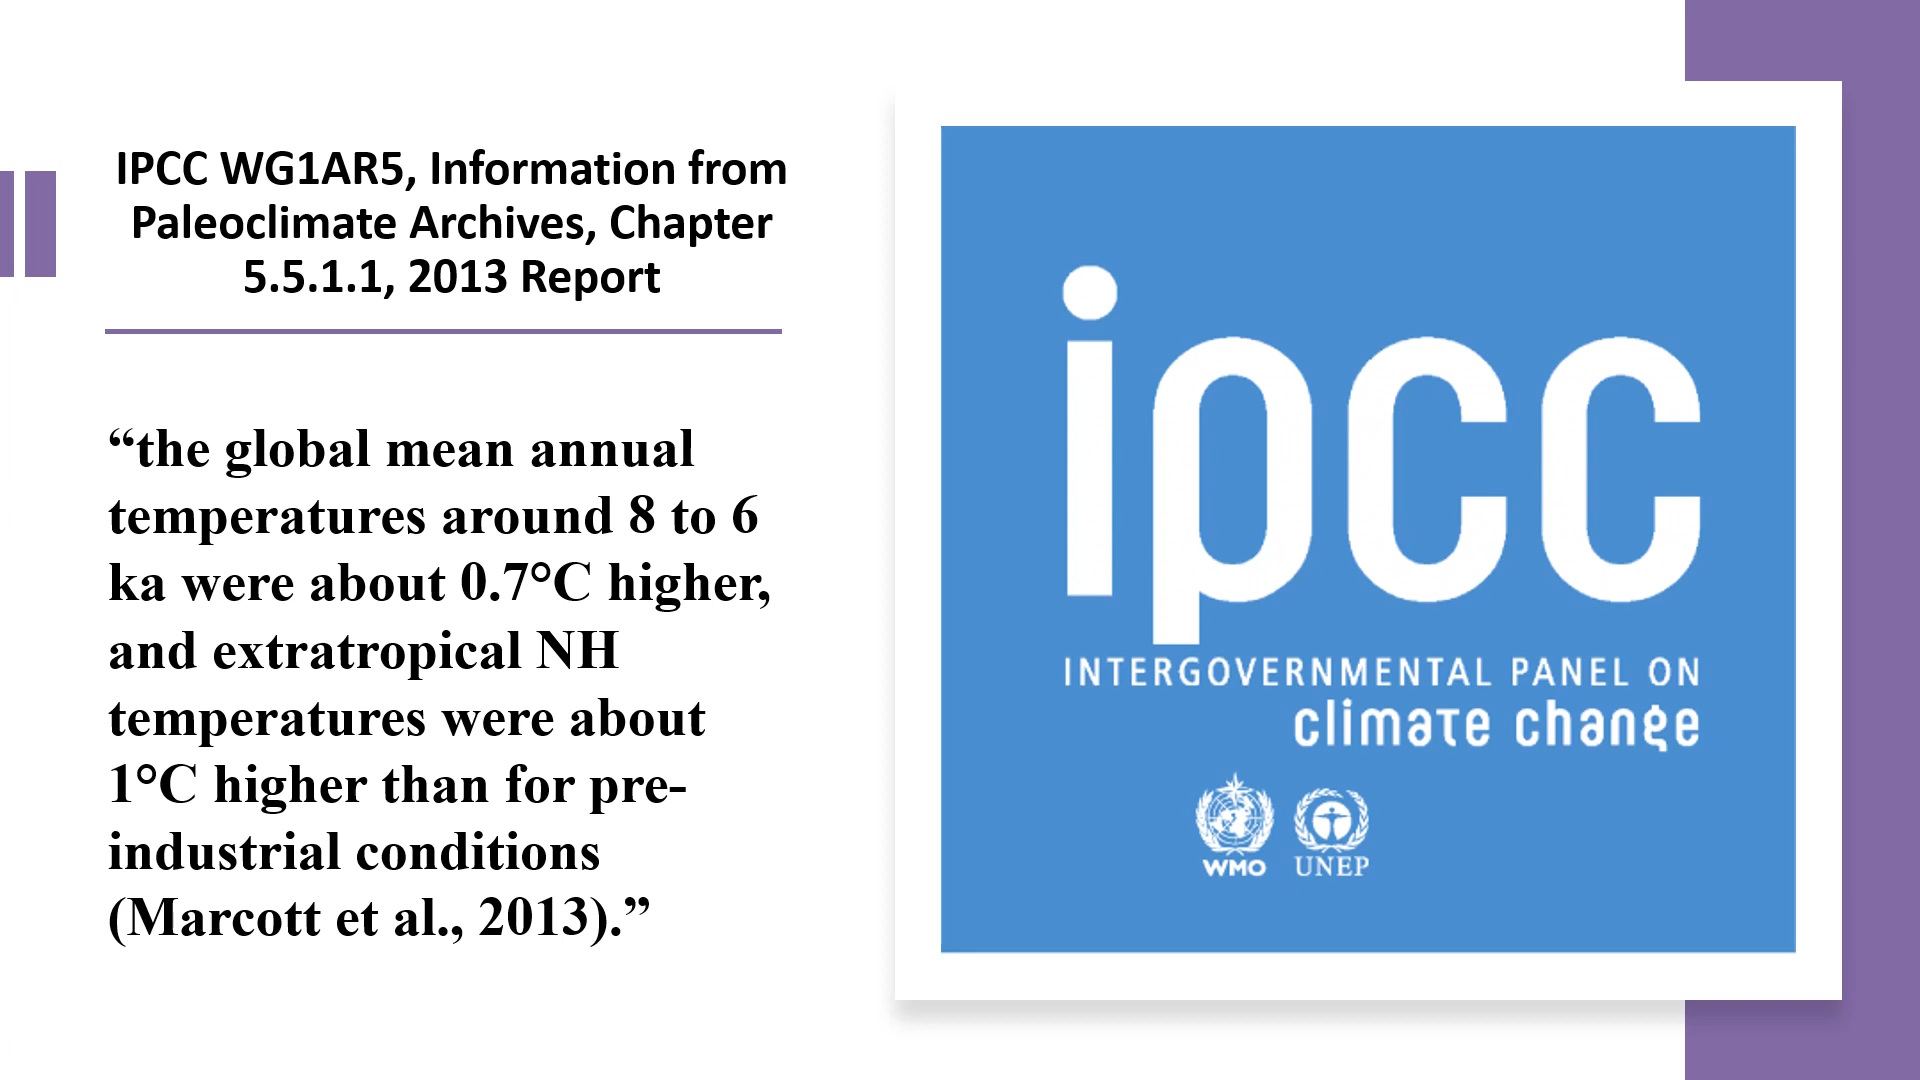 IPCC WG1AR5, Information from
Paleoclimate Archives, Chapter
5.5.1.1, 2013 Report
“the global mean annual
temperatures around 8 to 6
ka were about 0.7°C higher,
and extratropical NH
temperatures were about
1°C higher than for pre-
industrial conditions
(Marcott et al., 2013).”
ipcc
INTERGOVERNMENTAL PANEL ON
climate change
WMO UNEP